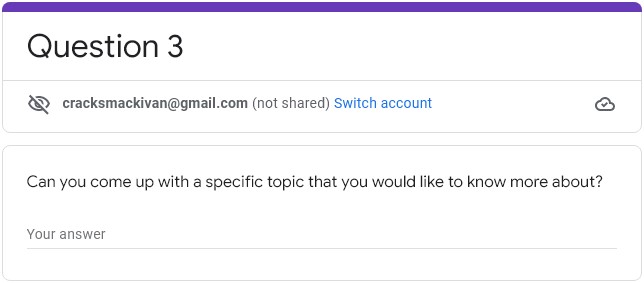 Question 3
cracksmackivan@gmail.com (not shared) Switch account
Can you come up with a specific topic that you would like to know more about?
Your answer